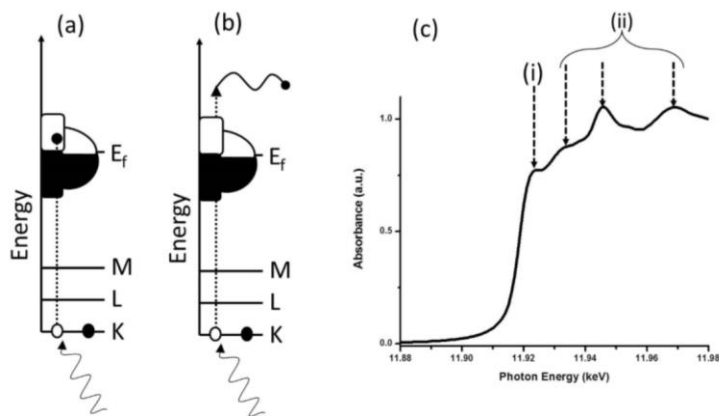 (a)
Energy
E_f
M
L
K
(b)
Energy
E_f
M
L
K
(c)
(i)
(ii)
Absorbance (a.u.)
1.0
0.5
0.0
11.88
11.90
11.92
11.94
11.96
11.98
Photon Energy (keV)